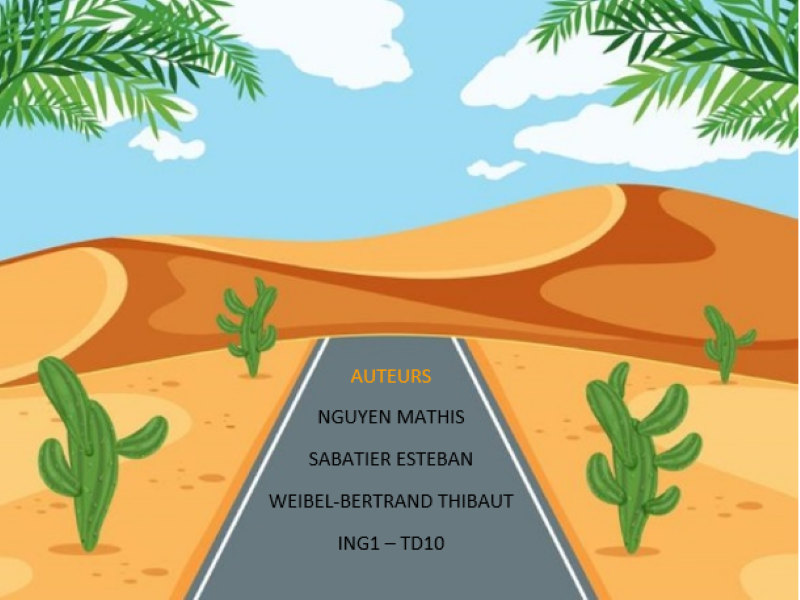 AUTEURS
NGUYEN MATHIS
SABATIER ESTEBAN
WEIBEL-BERTRAND THIBAUT
ING1 – TD10